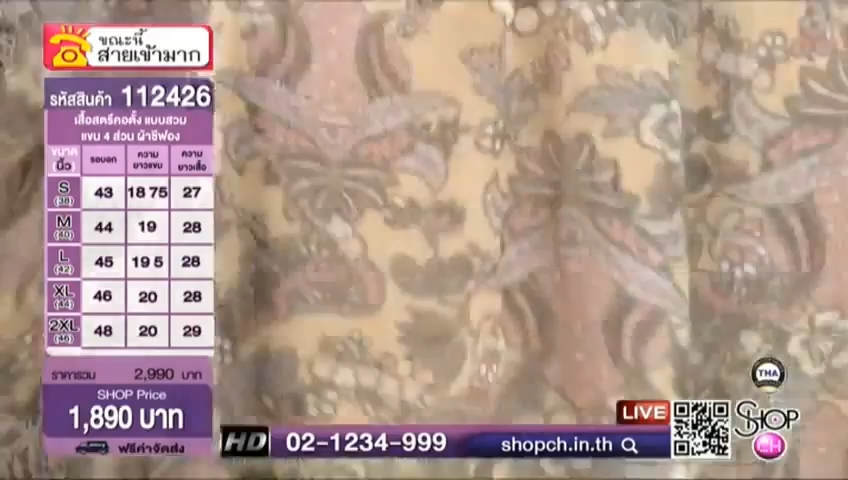 ขณะนี้
สายเข้ามาก
รหัสสินค้า 112426
เสื้อสตรีคอตั้ง แบบสวม
แขน 4 ส่วน ผ้าชีฟอง
ขนาด (นิ้ว) รอบอก ความยาวแขน ความยาวเสื้อ
S (38) 43 18 75 27
M (40) 44 19 28
L (42) 45 19 5 28
XL (44) 46 20 28
2XL (46) 48 20 29
ราคารวม 2,990 บาท
SHOP Price
1,890 บาท
ฟรีค่าจัดส่ง
HD 02-1234-999 shopch.in.th
LIVE
THA
SHOP
CH